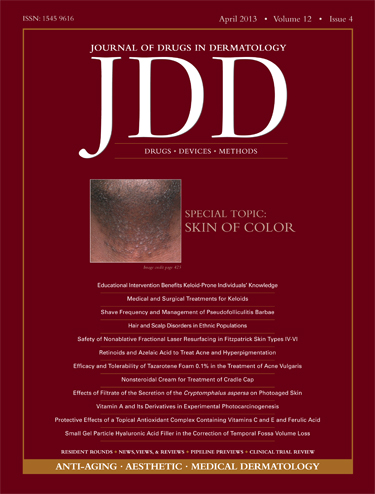 ISSN: 1545 9616
April 2013 • Volume 12 • Issue 4
JOURNAL OF DRUGS IN DERMATOLOGY
JDD
DRUGS • DEVICES • METHODS
SPECIAL TOPIC:
SKIN OF COLOR
Image credit page 423
Educational Intervention Benefits Keloid-Prone Individuals' Knowledge
Medical and Surgical Treatments for Keloids
Shave Frequency and Management of Pseudofolliculitis Barbae
Hair and Scalp Disorders in Ethnic Populations
Safety of Nonablative Fractional Laser Resurfacing in Fitzpatrick Skin Types IV-VI
Retinoids and Azelaic Acid to Treat Acne and Hyperpigmentation
Efficacy and Tolerability of Tazarotene Foam 0.1% in the Treatment of Acne Vulgaris
Nonsteroidal Cream for Treatment of Cradle Cap
Effects of Filtrate of the Secretion of the Cryptomphalus aspersa on Photoaged Skin
Vitamin A and Its Derivatives in Experimental Photocarcinogenesis
Protective Effects of a Topical Antioxidant Complex Containing Vitamins C and E and Ferulic Acid
Small Gel Particle Hyaluronic Acid Filler in the Correction of Temporal Fossa Volume Loss
RESIDENT ROUNDS • NEWS, VIEWS, & REVIEWS • PIPELINE PREVIEWS • CLINICAL TRIAL REVIEW
ANTI-AGING • AESTHETIC • MEDICAL DERMATOLOGY